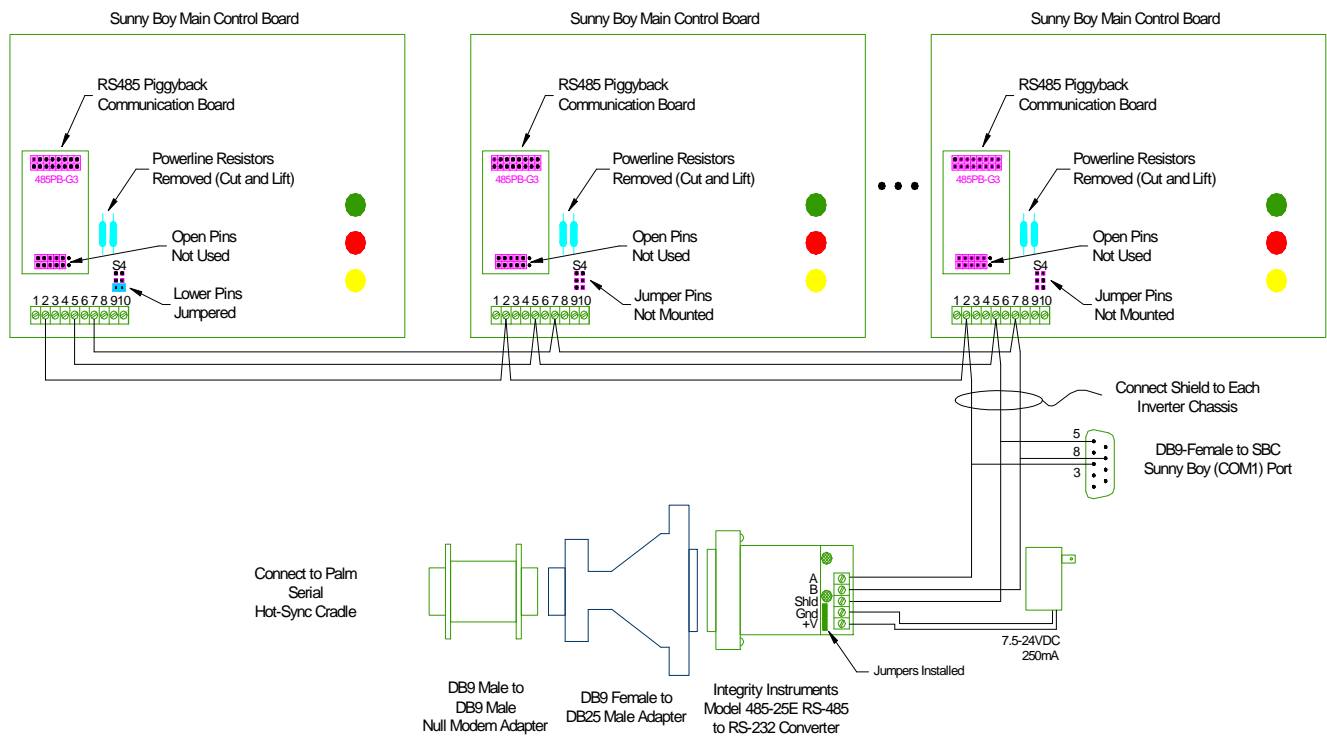 Sunny Boy Main Control Board
RS485 Piggyback
Communication Board
485PB-G3
Powerline Resistors
Removed (Cut and Lift)
Open Pins
Not Used
S4
Lower Pins
Jumpered
1 2 3 4 5 6 7 8 9 10
Sunny Boy Main Control Board
RS485 Piggyback
Communication Board
485PB-G3
Powerline Resistors
Removed (Cut and Lift)
Open Pins
Not Used
S4
Jumper Pins
Not Mounted
1 2 3 4 5 6 7 8 9 10
Sunny Boy Main Control Board
RS485 Piggyback
Communication Board
485PB-G3
Powerline Resistors
Removed (Cut and Lift)
Open Pins
Not Used
S4
Jumper Pins
Not Mounted
1 2 3 4 5 6 7 8 9 10
Connect Shield to Each
Inverter Chassis
5
8
3
DB9-Female to SBC
Sunny Boy (COM1) Port
Connect to Palm
Serial
Hot-Sync Cradle
A
B
Shld
Gnd
+V
7.5-24VDC
250mA
Jumpers Installed
DB9 Male to
DB9 Male
Null Modem Adapter
DB9 Female to
DB25 Male Adapter
Integrity Instruments
Model 485-25E RS-485
to RS-232 Converter